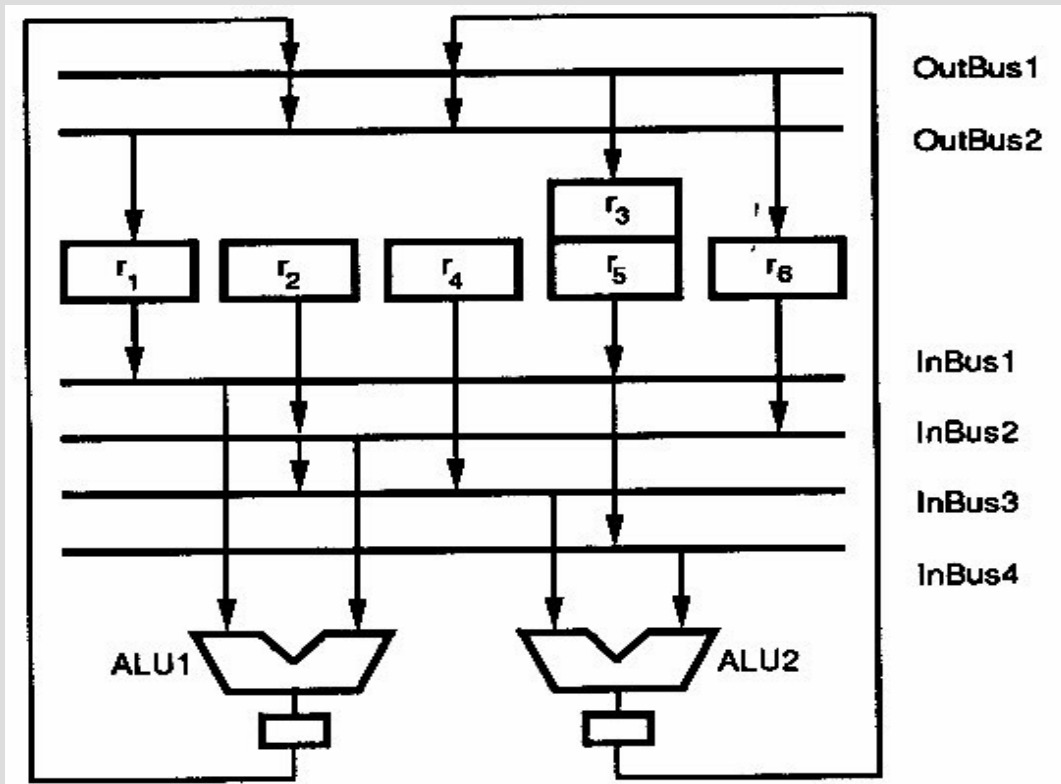 OutBus1
OutBus2
r3
r1 r2 r4 r5 r6
InBus1
InBus2
InBus3
InBus4
ALU1 ALU2